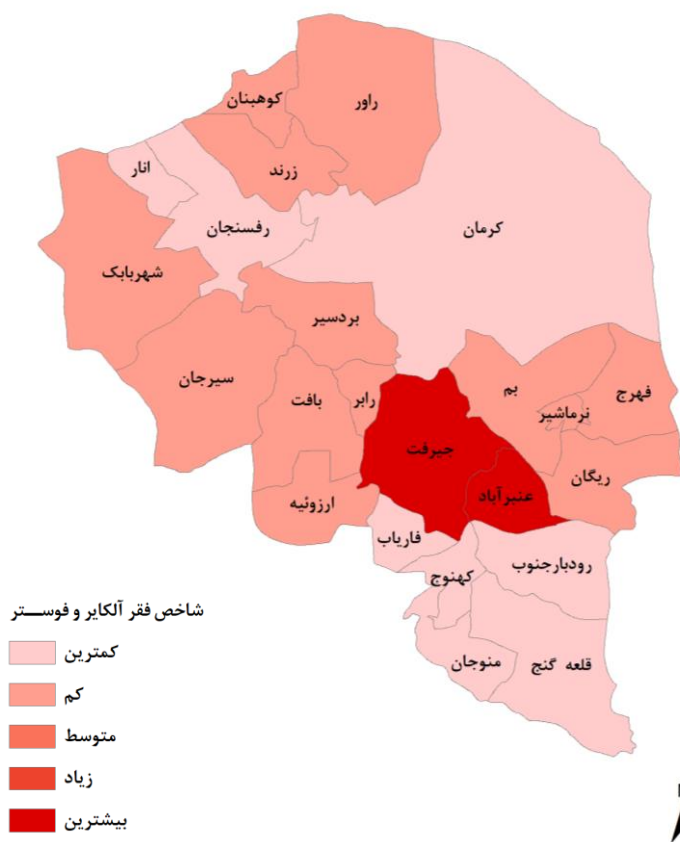 کوهبنان
راور
زرند
انار
رفسنجان
کرمان
شهربابک
بردسیر
سیرجان
بافت
رابر
بم
نرماشیر
فهرج
جیرفت
ریگان
عنبرآباد
ارزوئیه
فاریاب
کهنوج
رودبارجنوب
منوجان
قلعه گنج
شاخص فقر آلکایر و فوســتر
کمترین
کم
متوسط
زیاد
بیشترین